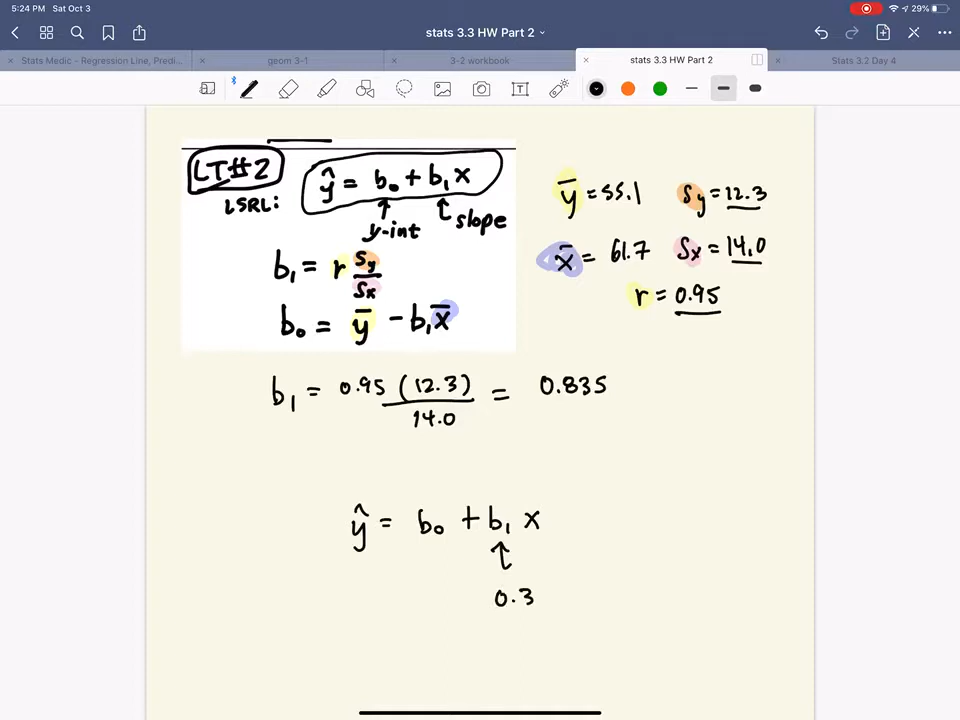 5:24 PM Sat Oct 3
29%
stats 3.3 HW Part 2
Stats Medic - Regression Line, Predi...
geom 3-1
3-2 workbook
stats 3.3 HW Part 2
Stats 3.2 Day 4
LT#2
ŷ = b₀ + b₁x
LSRL:
y-int
slope
b₁ = r Sy/Sx
b₀ = ȳ - b₁x̄
ȳ = 55.1 Sy = 12.3
x̄ = 61.7 Sx = 14.0
r = 0.95
b₁ = 0.95 (12.3) / 14.0 = 0.835
ŷ = b₀ + b₁ x
0.3